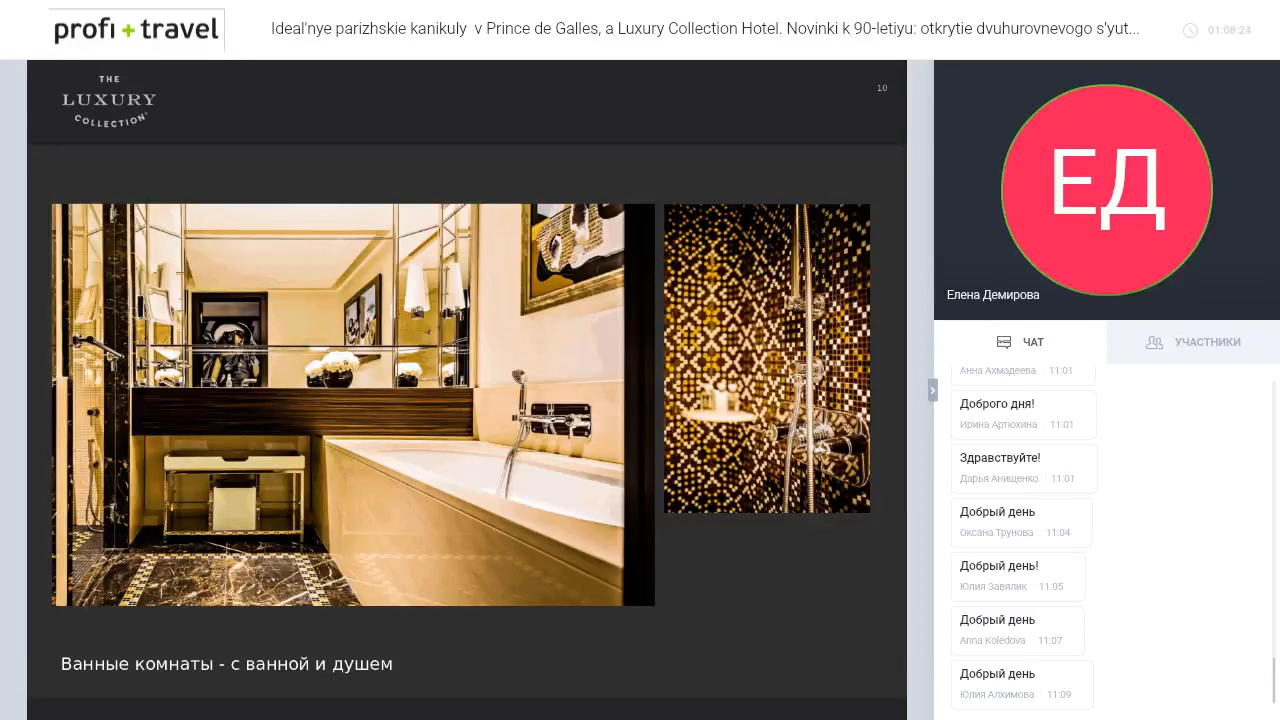 profi+travel
Ideal'nye parizhskie kanikuly v Prince de Galles, a Luxury Collection Hotel. Novinki k 90-letiyu: otkrytie dvuhurovnevogo s'yut...
01:08:24
THE
LUXURY
COLLECTION
10
Ванные комнаты - с ванной и душем
ЕД
Елена Демирова
ЧАТ
УЧАСТНИКИ
Анна Ахмадеева · 11:01
Доброго дня!
Ирина Артюхина · 11:01
Здравствуйте!
Дарья Анищенко · 11:01
Добрый день
Оксана Трунова · 11:04
Добрый день!
Юлия Завялик · 11:05
Добрый день
Anna Koledova · 11:07
Добрый день
Юлия Алхимова · 11:09